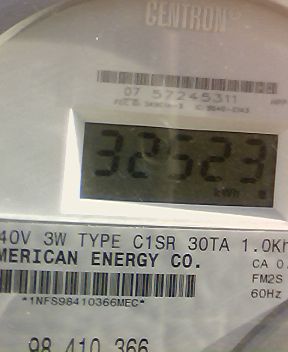 CENTRON®
07 57245311
32523
kWh
40V 3W TYPE C1SR 30TA 1.0Kh
MERICAN ENERGY CO.
CA 0.
FM2S
*1NFS98410366MEC*
60Hz
98 410 366